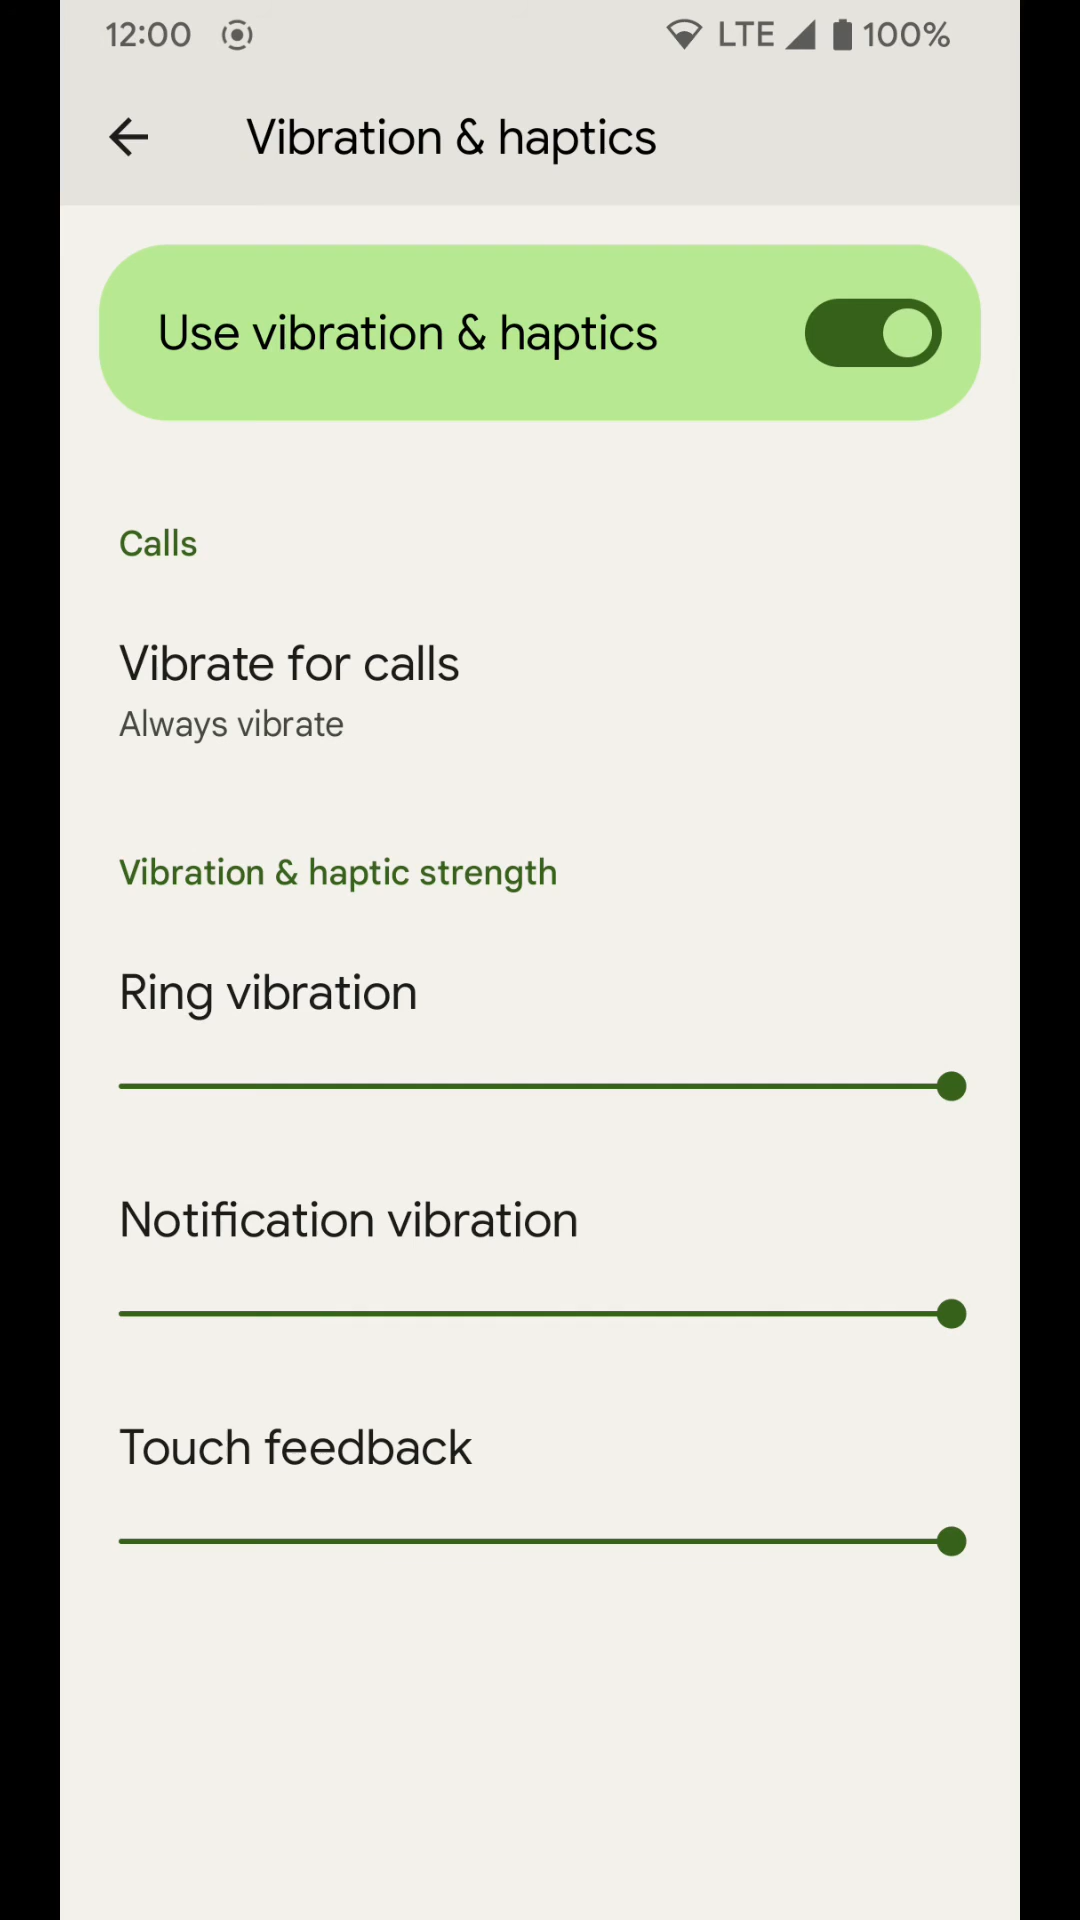 12:00 LTE 100%
Vibration & haptics
Use vibration & haptics
Calls
Vibrate for calls
Always vibrate
Vibration & haptic strength
Ring vibration
Notification vibration
Touch feedback